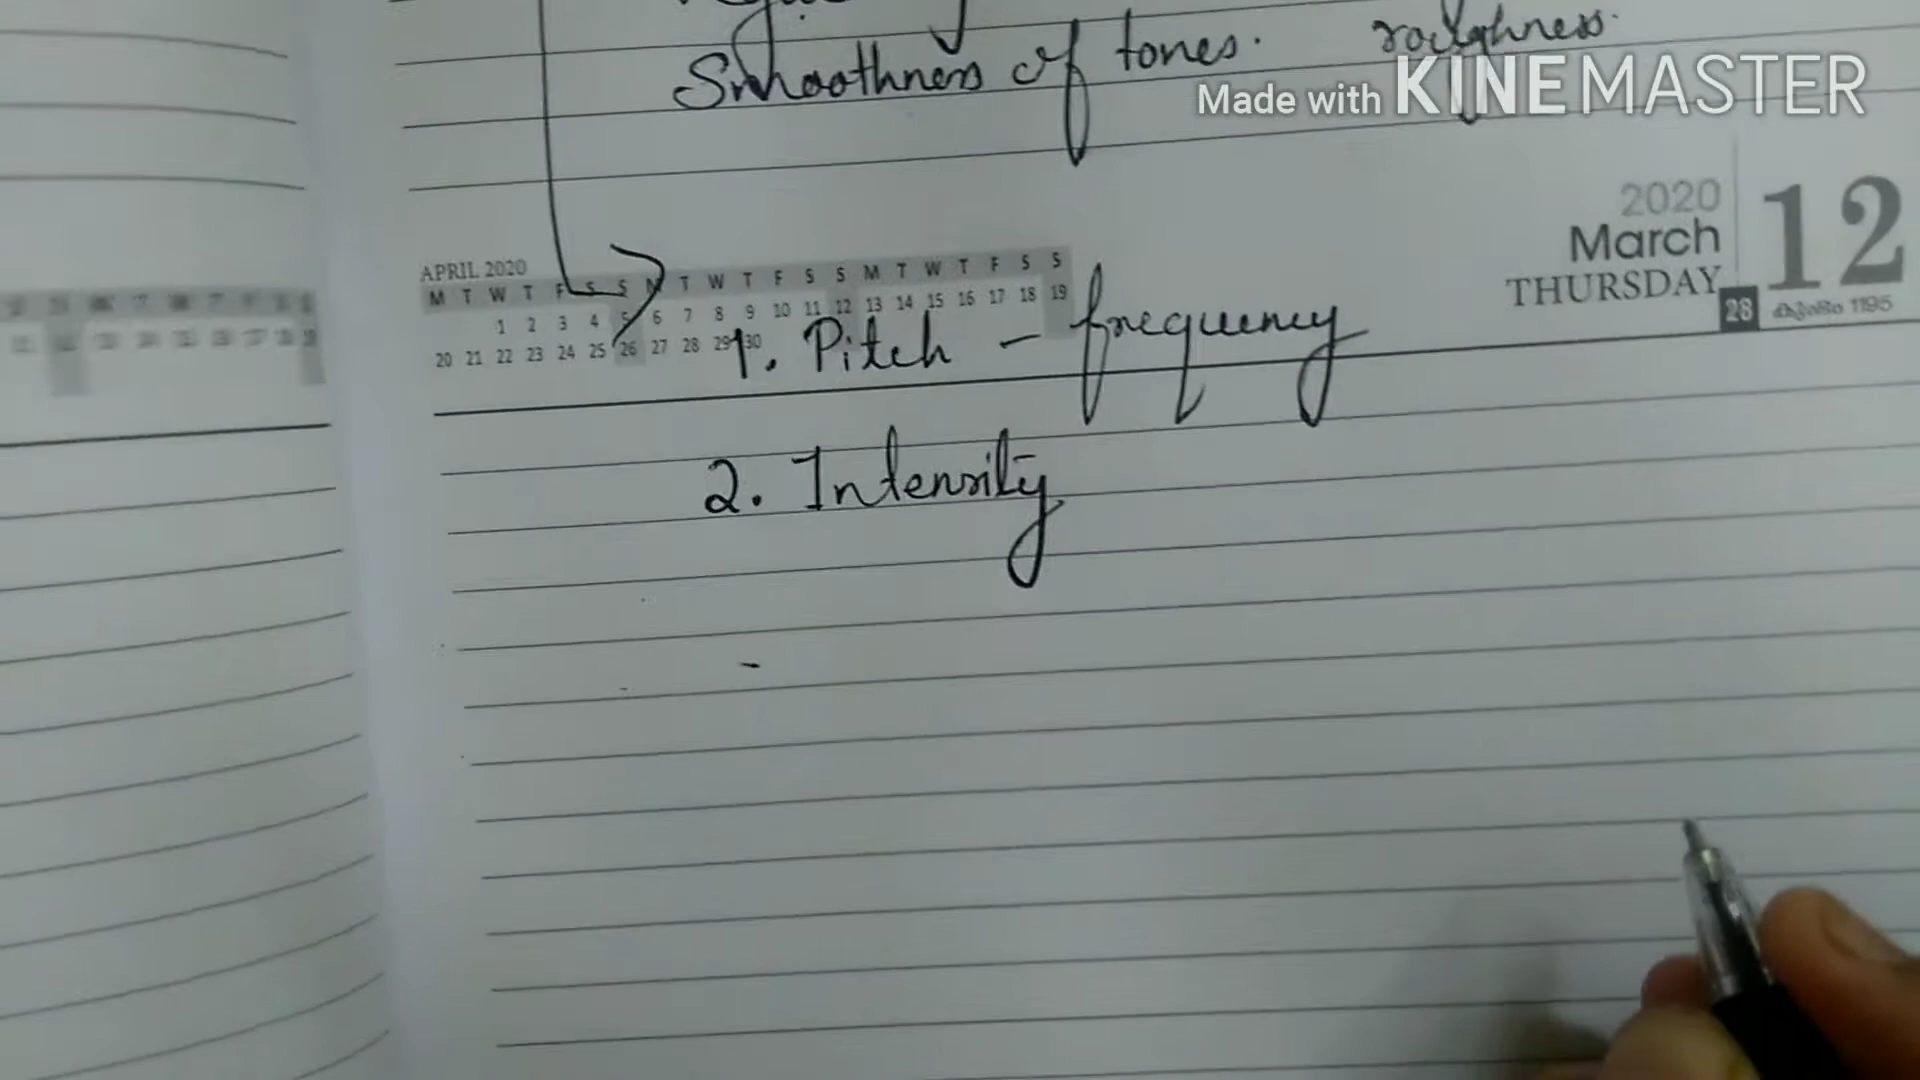 Smoothness of tones. roughness.
Made with KINEMASTER
2020
March
THURSDAY
12
28
APRIL 2020
M T W T F S S M T W T F S S M T W T F S S
1 2 3 4 5 6 7 8 9 10 11 12 13 14 15 16 17 18 19
20 21 22 23 24 25 26 27 28 29 30
1. Pitch - frequency
2. Intensity